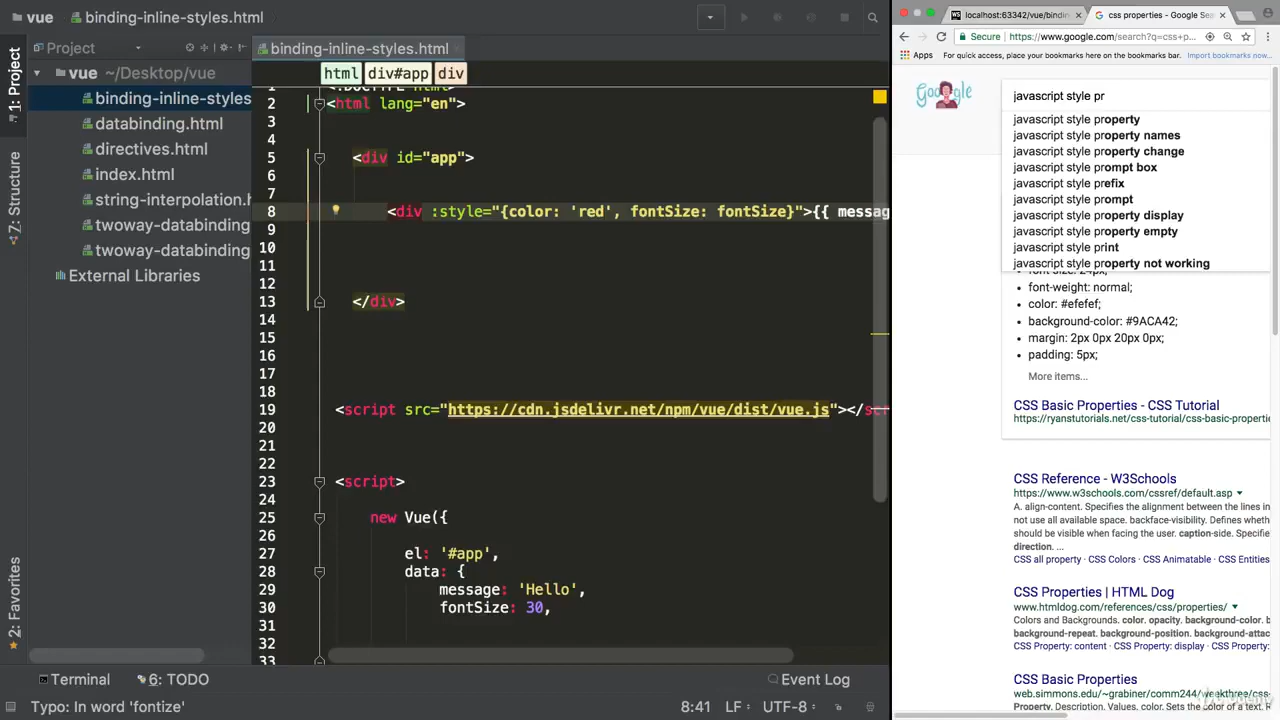 vue
binding-inline-styles.html
Project
vue ~/Desktop/vue
binding-inline-styles
databinding.html
directives.html
index.html
string-interpolation.h
twoway-databinding
twoway-databinding
External Libraries
1: Project
7: Structure
2: Favorites
binding-inline-styles.html
html div#app div
1 <!DOCTYPE html>
2 <html lang="en">
3
4
5 <div id="app">
6
7
8 <div :style="{color: 'red', fontSize: fontSize}">{{ messag
9
10
11
12
13 </div>
14
15
16
17
18
19 <script src="https://cdn.jsdelivr.net/npm/vue/dist/vue.js"></scr
20
21
22
23 <script>
24
25 new Vue({
26
27 el: '#app',
28 data: {
29 message: 'Hello',
30 fontSize: 30,
31
32
33
Terminal
6: TODO
Event Log
Typo: In word 'fontize'
8:41 LF UTF-8
localhost:63342/vue/bindin
css properties - Google Sea
Secure https://www.google.com/search?q=css+p...
Apps For quick access, place your bookmarks here on the bookmarks bar. Import bookmarks now...
Google
javascript style pr
javascript style property
javascript style property names
javascript style property change
javascript style prompt box
javascript style prefix
javascript style prompt
javascript style property display
javascript style property empty
javascript style print
javascript style property not working
font-size: 24px;
font-weight: normal;
color: #efefef;
background-color: #9ACA42;
margin: 2px 0px 20px 0px;
padding: 5px;
More items...
CSS Basic Properties - CSS Tutorial
https://ryanstutorials.net/css-tutorial/css-basic-propertie
CSS Reference - W3Schools
https://www.w3schools.com/cssref/default.asp
A. align-content. Specifies the alignment between the lines in
not use all available space. backface-visibility. Defines wheth
should be visible when facing the user. caption-side. Specifie
direction. ...
CSS all property · CSS Colors · CSS Animatable · CSS Entities
CSS Properties | HTML Dog
www.htmldog.com/references/css/properties/
Colors and Backgrounds. color. opacity. background-color. b
background-repeat. background-position. background-attac
CSS Property: content · CSS Property: display · CSS Property:
CSS Basic Properties
web.simmons.edu/~grabiner/comm244/weekthree/css-basic-
Property. Description. Values. color. Sets the color of a text. R